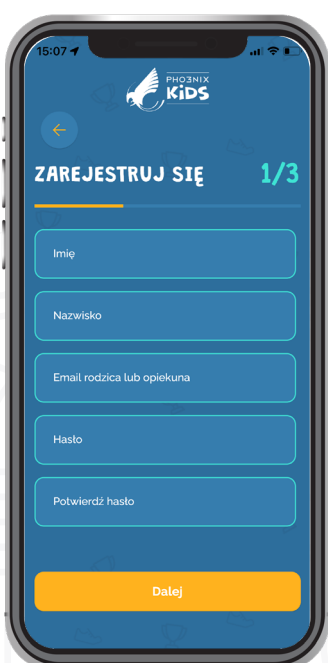 15:07
PHO3NIX
KiDS
ZAREJESTRUJ SIĘ 1/3
Imię
Nazwisko
Email rodzica lub opiekuna
Hasło
Potwierdź hasło
Dalej